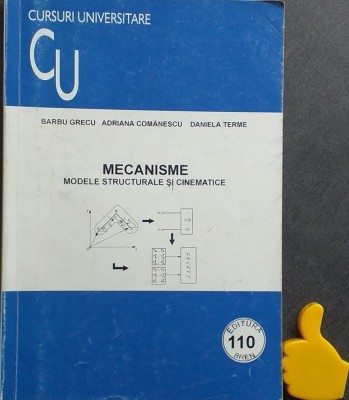 CURSURI UNIVERSITARE
CU
BARBU GRECU ADRIANA COMĂNESCU DANIELA TERME
MECANISME
MODELE STRUCTURALE ȘI CINEMATICE
EDITURA
110
BREN